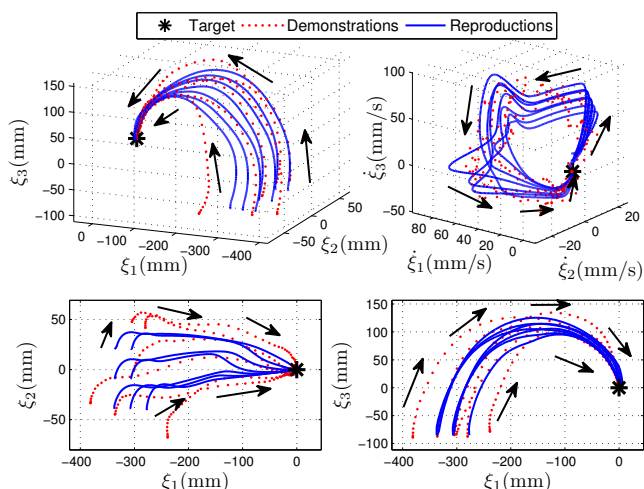 Target Demonstrations Reproductions
150
100
50
0
−50
−100
ξ3(mm)
0 −100 −200 −300 −400
ξ1(mm)
−50 0 50
ξ2(mm)
100
50
0
−50
ξ̇3(mm/s)
80 60 40 20 0
ξ̇1(mm/s)
−20 0 20
ξ̇2(mm/s)
50
0
−50
ξ2(mm)
−400 −300 −200 −100 0
ξ1(mm)
150
100
50
0
−50
−100
ξ3(mm)
−400 −300 −200 −100 0
ξ1(mm)